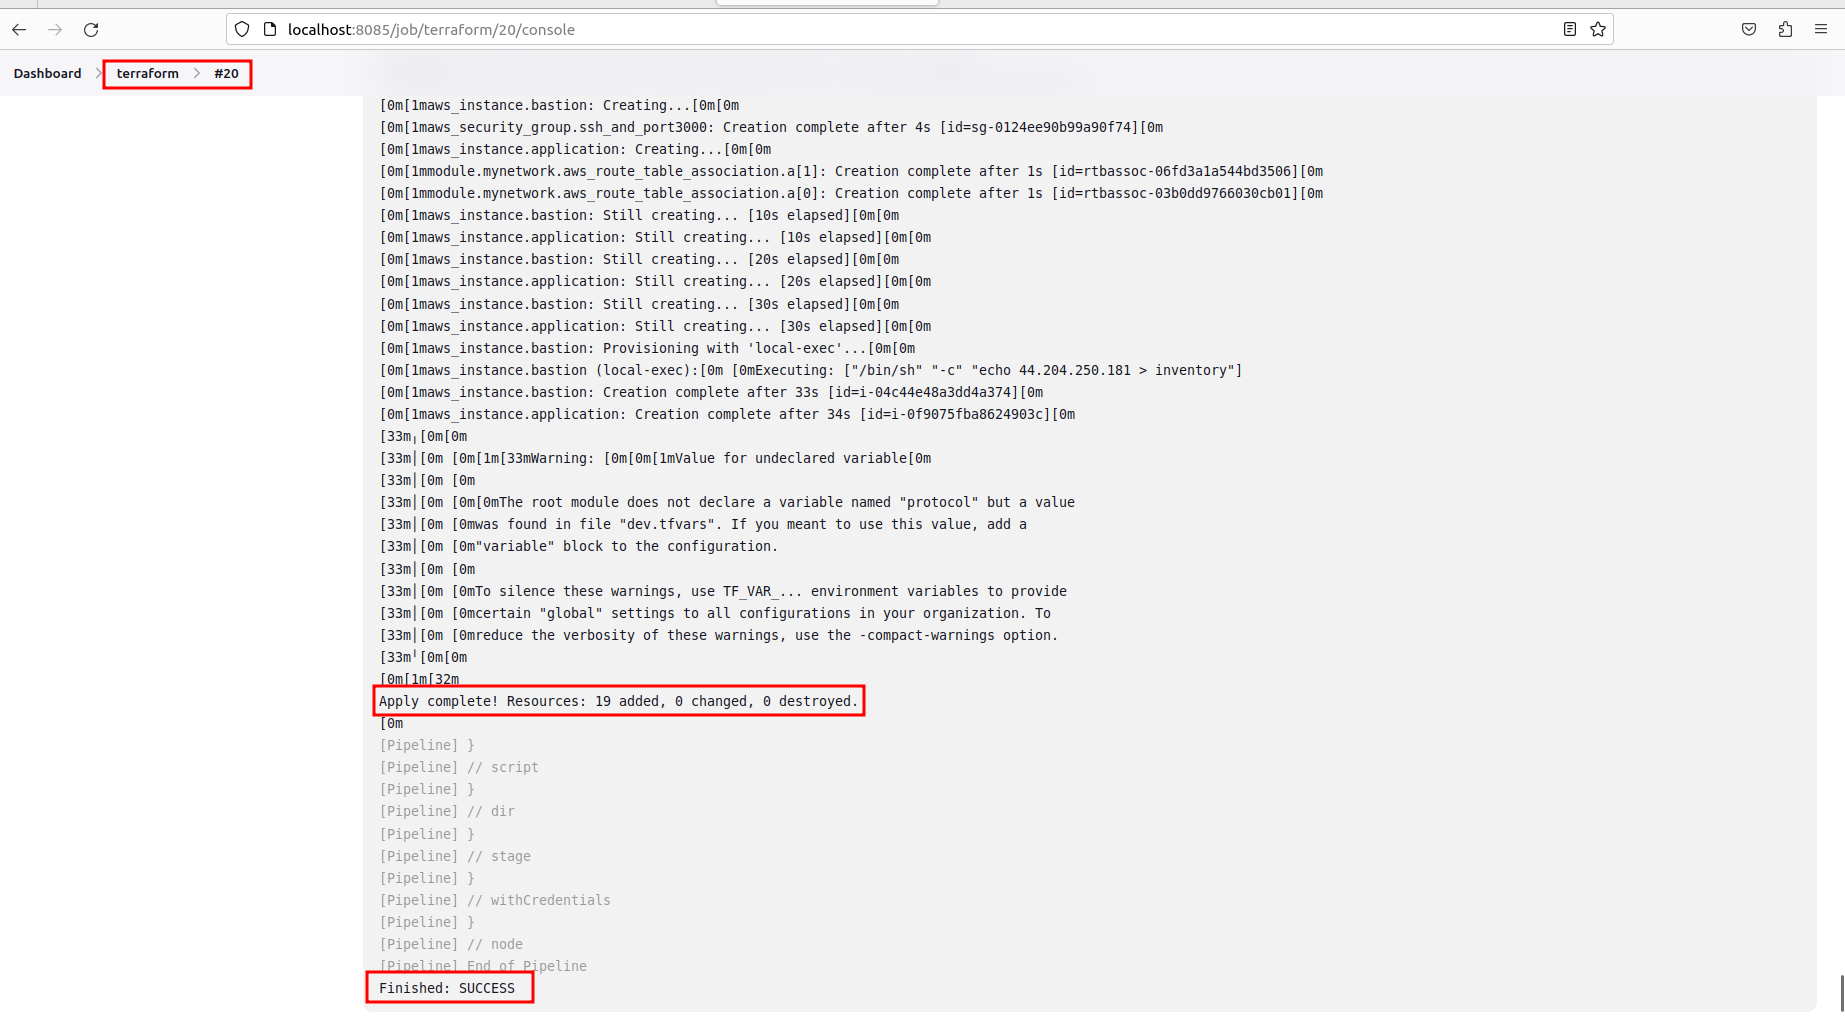 localhost:8085/job/terraform/20/console
Dashboard > terraform > #20
[0m[1maws_instance.bastion: Creating...[0m[0m
[0m[1maws_security_group.ssh_and_port3000: Creation complete after 4s [id=sg-0124ee90b99a90f74][0m
[0m[1maws_instance.application: Creating...[0m[0m
[0m[1mmodule.mynetwork.aws_route_table_association.a[1]: Creation complete after 1s [id=rtbassoc-06fd3a1a544bd3506][0m
[0m[1mmodule.mynetwork.aws_route_table_association.a[0]: Creation complete after 1s [id=rtbassoc-03b0dd9766030cb01][0m
[0m[1maws_instance.bastion: Still creating... [10s elapsed][0m[0m
[0m[1maws_instance.application: Still creating... [10s elapsed][0m[0m
[0m[1maws_instance.bastion: Still creating... [20s elapsed][0m[0m
[0m[1maws_instance.application: Still creating... [20s elapsed][0m[0m
[0m[1maws_instance.bastion: Still creating... [30s elapsed][0m[0m
[0m[1maws_instance.application: Still creating... [30s elapsed][0m[0m
[0m[1maws_instance.bastion: Provisioning with 'local-exec'...[0m[0m
[0m[1maws_instance.bastion (local-exec):[0m [0mExecuting: ["/bin/sh" "-c" "echo 44.204.250.181 > inventory"]
[0m[1maws_instance.bastion: Creation complete after 33s [id=i-04c44e48a3dd4a374][0m
[0m[1maws_instance.application: Creation complete after 34s [id=i-0f9075fba8624903c][0m
[33m╷[0m[0m
[33m│[0m [0m[1m[33mWarning: [0m[0m[1mValue for undeclared variable[0m
[33m│[0m [0m
[33m│[0m [0m[0mThe root module does not declare a variable named "protocol" but a value
[33m│[0m [0mwas found in file "dev.tfvars". If you meant to use this value, add a
[33m│[0m [0m"variable" block to the configuration.
[33m│[0m [0m
[33m│[0m [0mTo silence these warnings, use TF_VAR_... environment variables to provide
[33m│[0m [0mcertain "global" settings to all configurations in your organization. To
[33m│[0m [0mreduce the verbosity of these warnings, use the -compact-warnings option.
[33m╵[0m[0m
[0m[1m[32m
Apply complete! Resources: 19 added, 0 changed, 0 destroyed.
[0m
[Pipeline] }
[Pipeline] // script
[Pipeline] }
[Pipeline] // dir
[Pipeline] }
[Pipeline] // stage
[Pipeline] }
[Pipeline] // withCredentials
[Pipeline] }
[Pipeline] // node
[Pipeline] End of Pipeline
Finished: SUCCESS